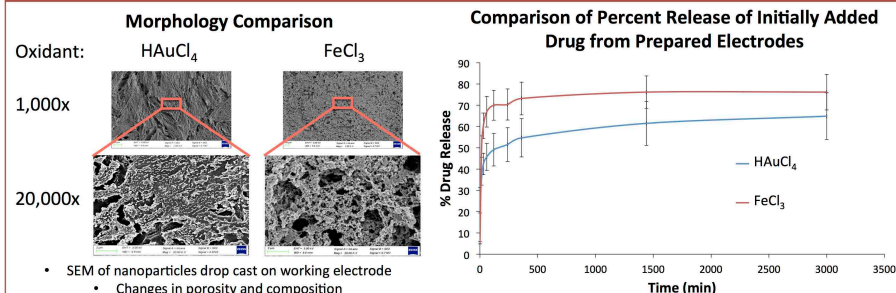 Morphology Comparison
Oxidant: HAuCl₄ FeCl₃
1,000x
20,000x
• SEM of nanoparticles drop cast on working electrode
• Changes in porosity and composition
Comparison of Percent Release of Initially Added
Drug from Prepared Electrodes
% Drug Release
90
80
70
60
50
40
30
20
10
0
HAuCl₄
FeCl₃
0 500 1000 1500 2000 2500 3000 3500
Time (min)